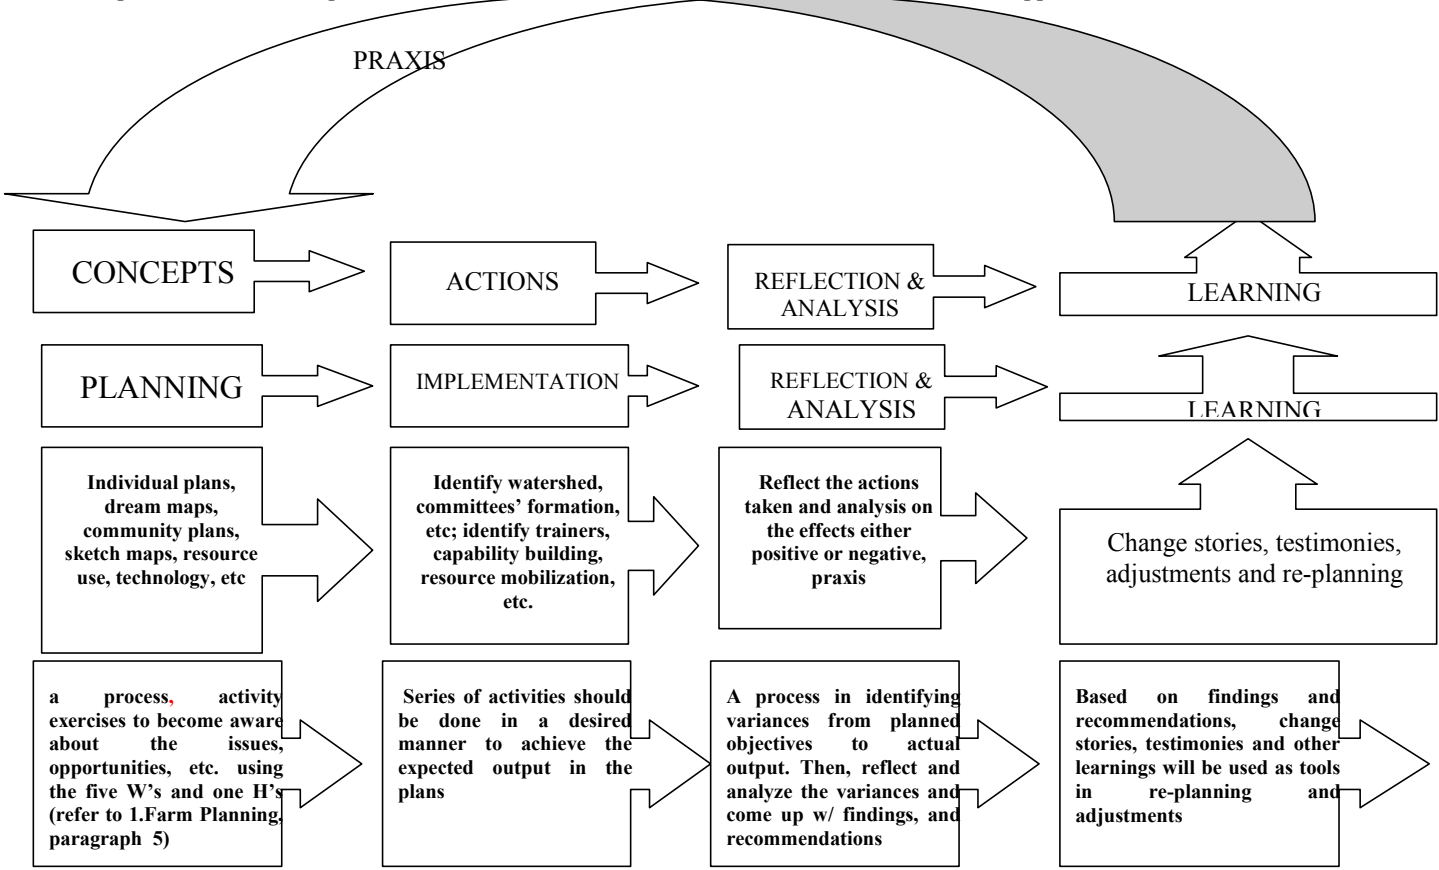 PRAXIS
CONCEPTS
ACTIONS
REFLECTION &
ANALYSIS
LEARNING
PLANNING
IMPLEMENTATION
REFLECTION &
ANALYSIS
LEARNING
Individual plans,
dream maps,
community plans,
sketch maps, resource
use, technology, etc
Identify watershed,
committees’ formation,
etc; identify trainers,
capability building,
resource mobilization,
etc.
Reflect the actions
taken and analysis on
the effects either
positive or negative,
praxis
Change stories, testimonies,
adjustments and re-planning
a process, activity
exercises to become aware
about the issues,
opportunities, etc. using
the five W’s and one H’s
(refer to 1.Farm Planning,
paragraph 5)
Series of activities should
be done in a desired
manner to achieve the
expected output in the
plans
A process in identifying
variances from planned
objectives to actual
output. Then, reflect and
analyze the variances and
come up w/ findings, and
recommendations
Based on findings and
recommendations, change
stories, testimonies and other
learnings will be used as tools
in re-planning and
adjustments